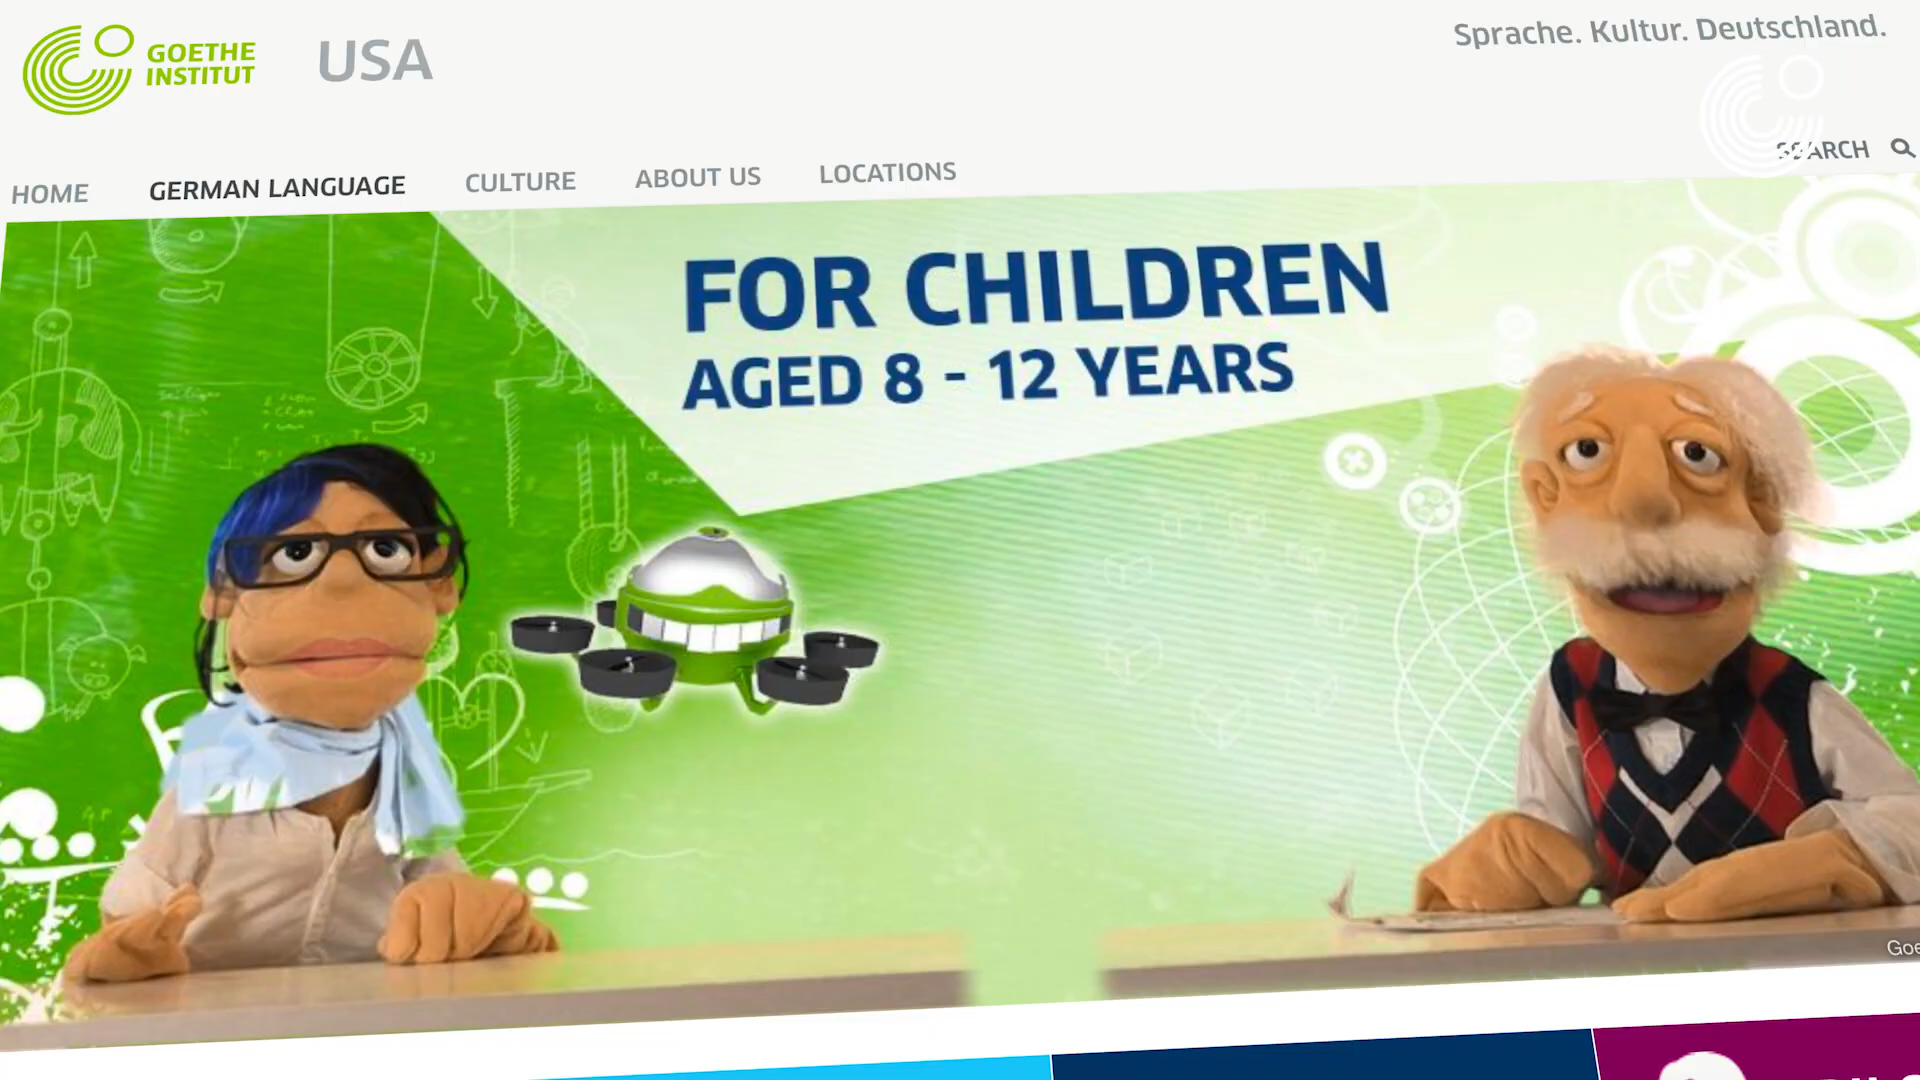 GOETHE
INSTITUT
USA
Sprache. Kultur. Deutschland.
SEARCH
HOME
GERMAN LANGUAGE
CULTURE
ABOUT US
LOCATIONS
FOR CHILDREN
AGED 8 - 12 YEARS